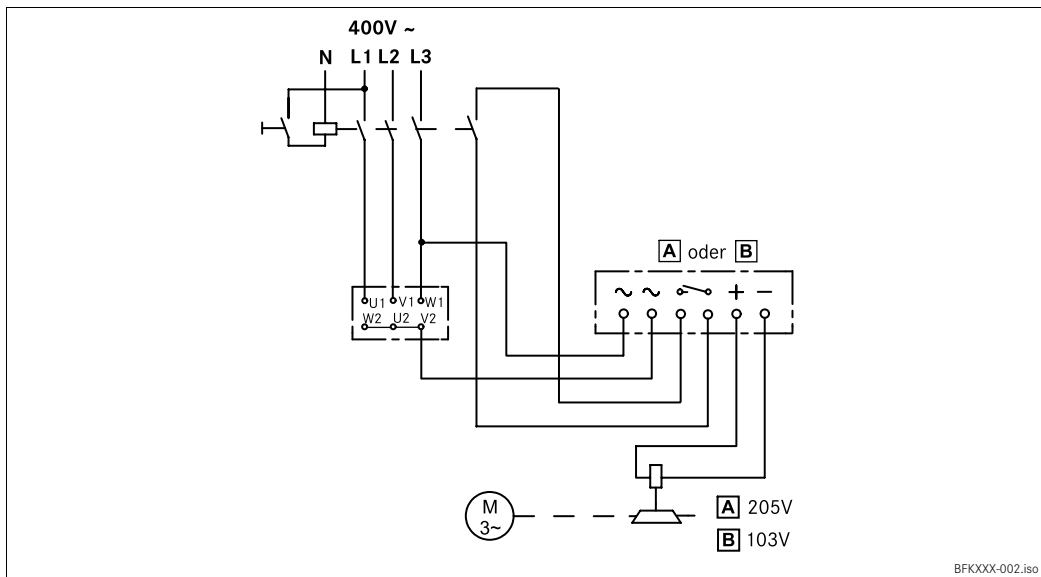 400V ~
N L1 L2 L3
A oder B
~ ~ + −
U1 V1 W1
W2 U2 V2
M
3~
A 205V
B 103V
BFKXXX-002.iso